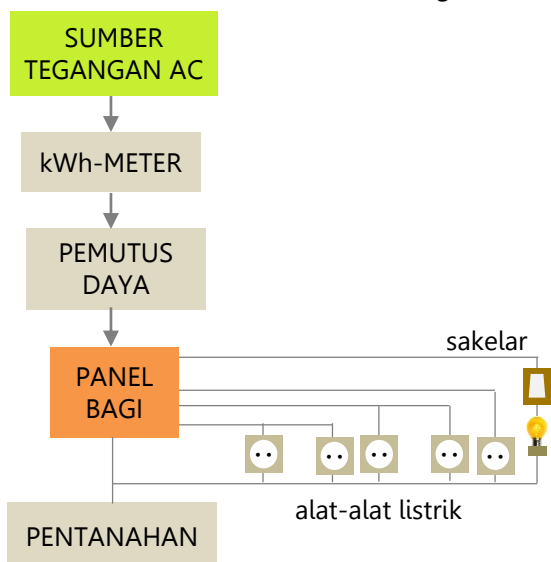 SUMBER
TEGANGAN AC
kWh-METER
PEMUTUS
DAYA
sakelar
PANEL
BAGI
alat-alat listrik
PENTANAHAN